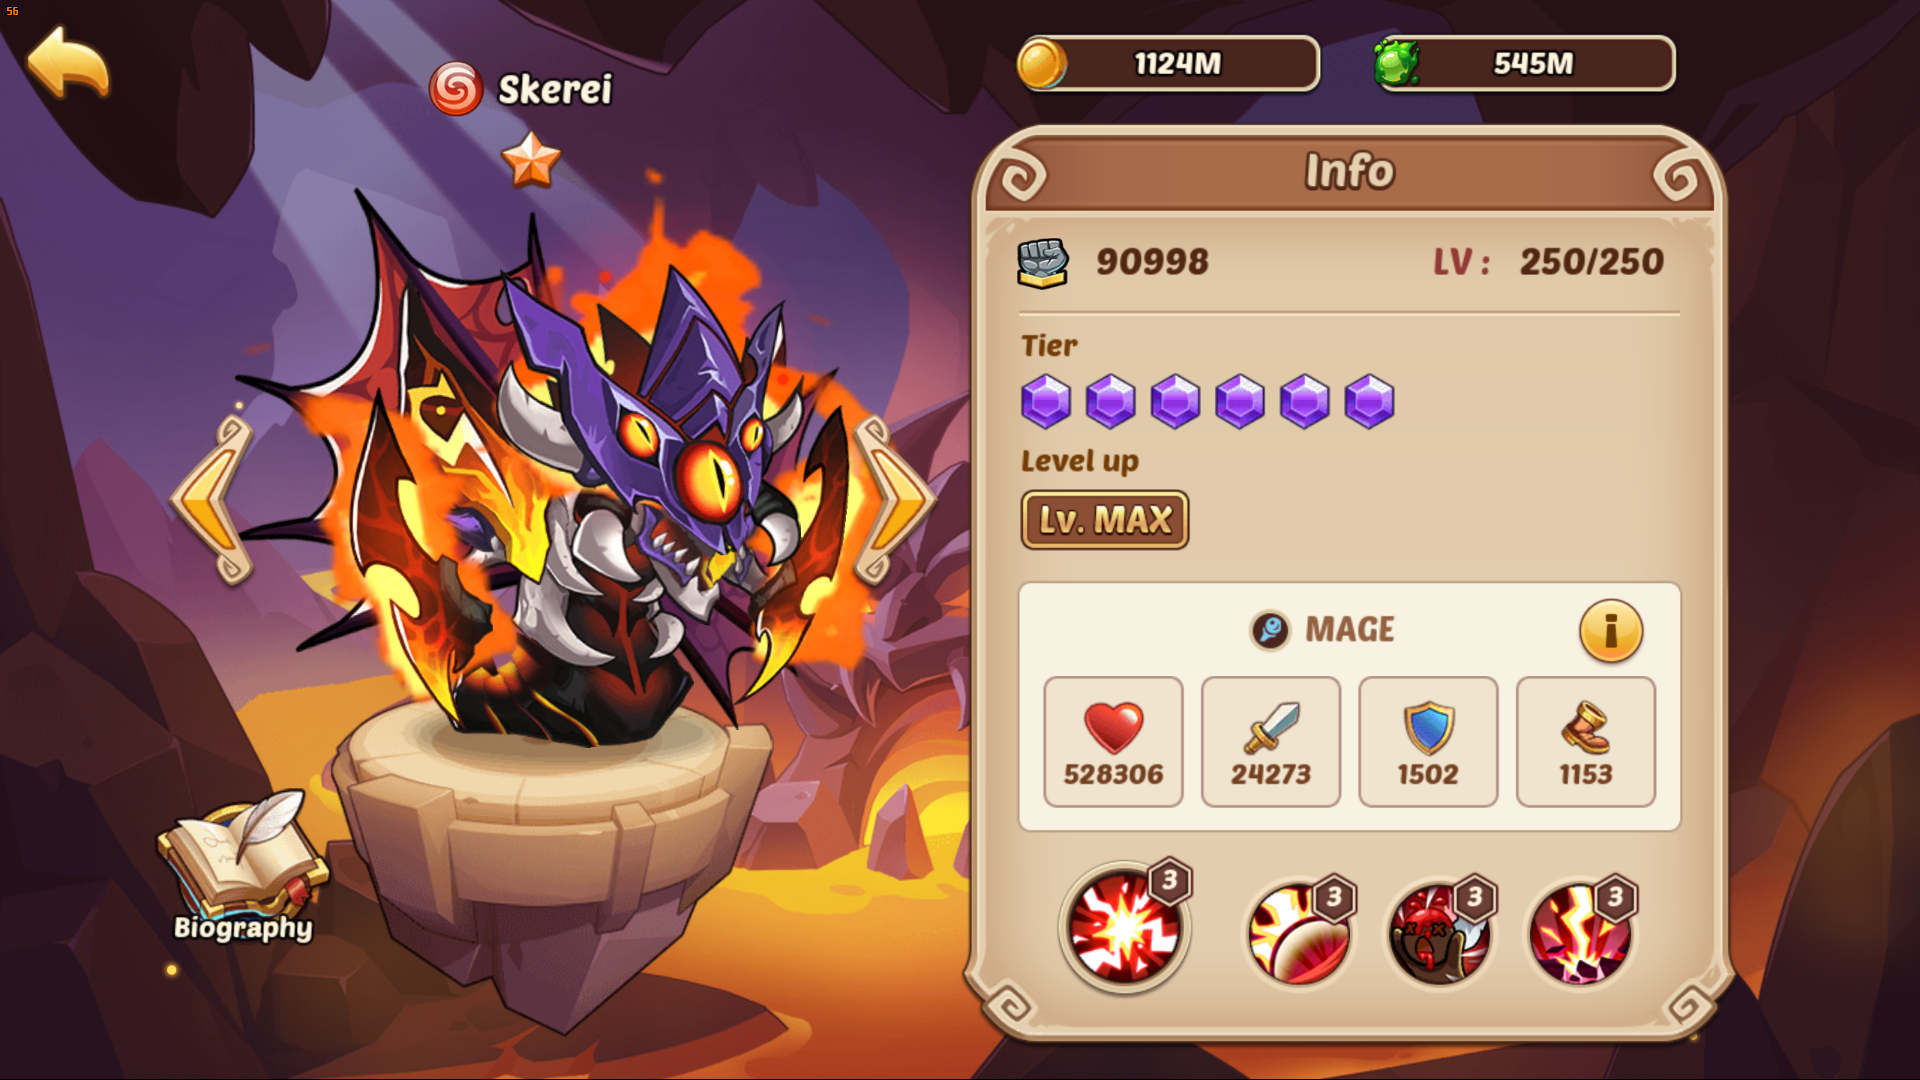 56
Skerei
1124M
545M
Info
90998
LV : 250/250
Tier
Level up
Lv. MAX
MAGE
528306
24273
1502
1153
3
3
3
3
Biography